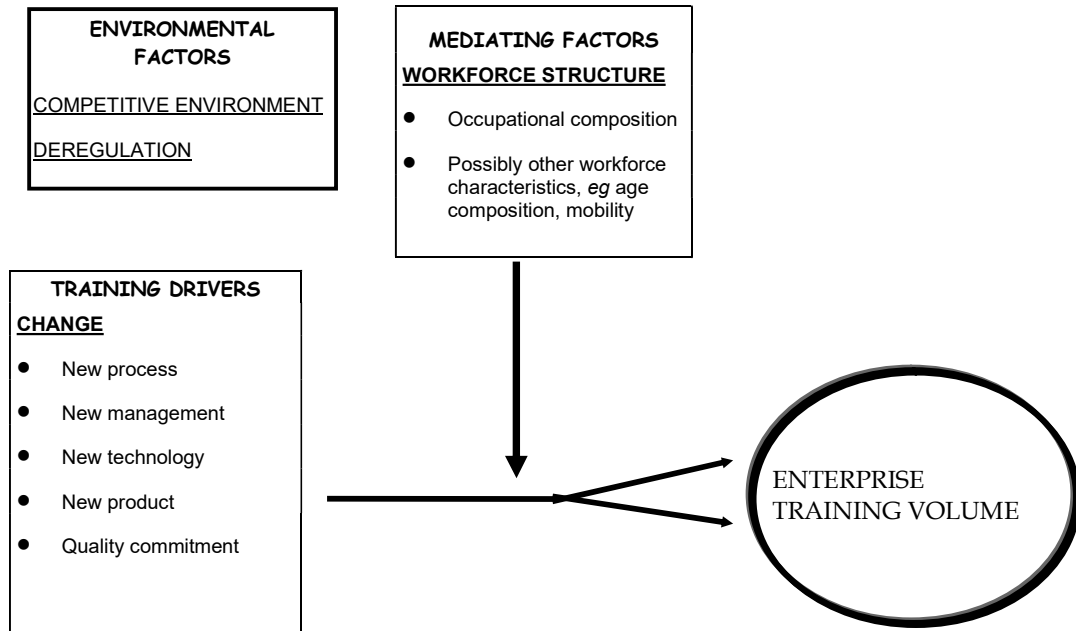 ENVIRONMENTAL
FACTORS
COMPETITIVE ENVIRONMENT
DEREGULATION
MEDIATING FACTORS
WORKFORCE STRUCTURE
● Occupational composition
● Possibly other workforce
characteristics, eg age
composition, mobility
TRAINING DRIVERS
CHANGE
● New process
● New management
● New technology
● New product
● Quality commitment
ENTERPRISE
TRAINING VOLUME